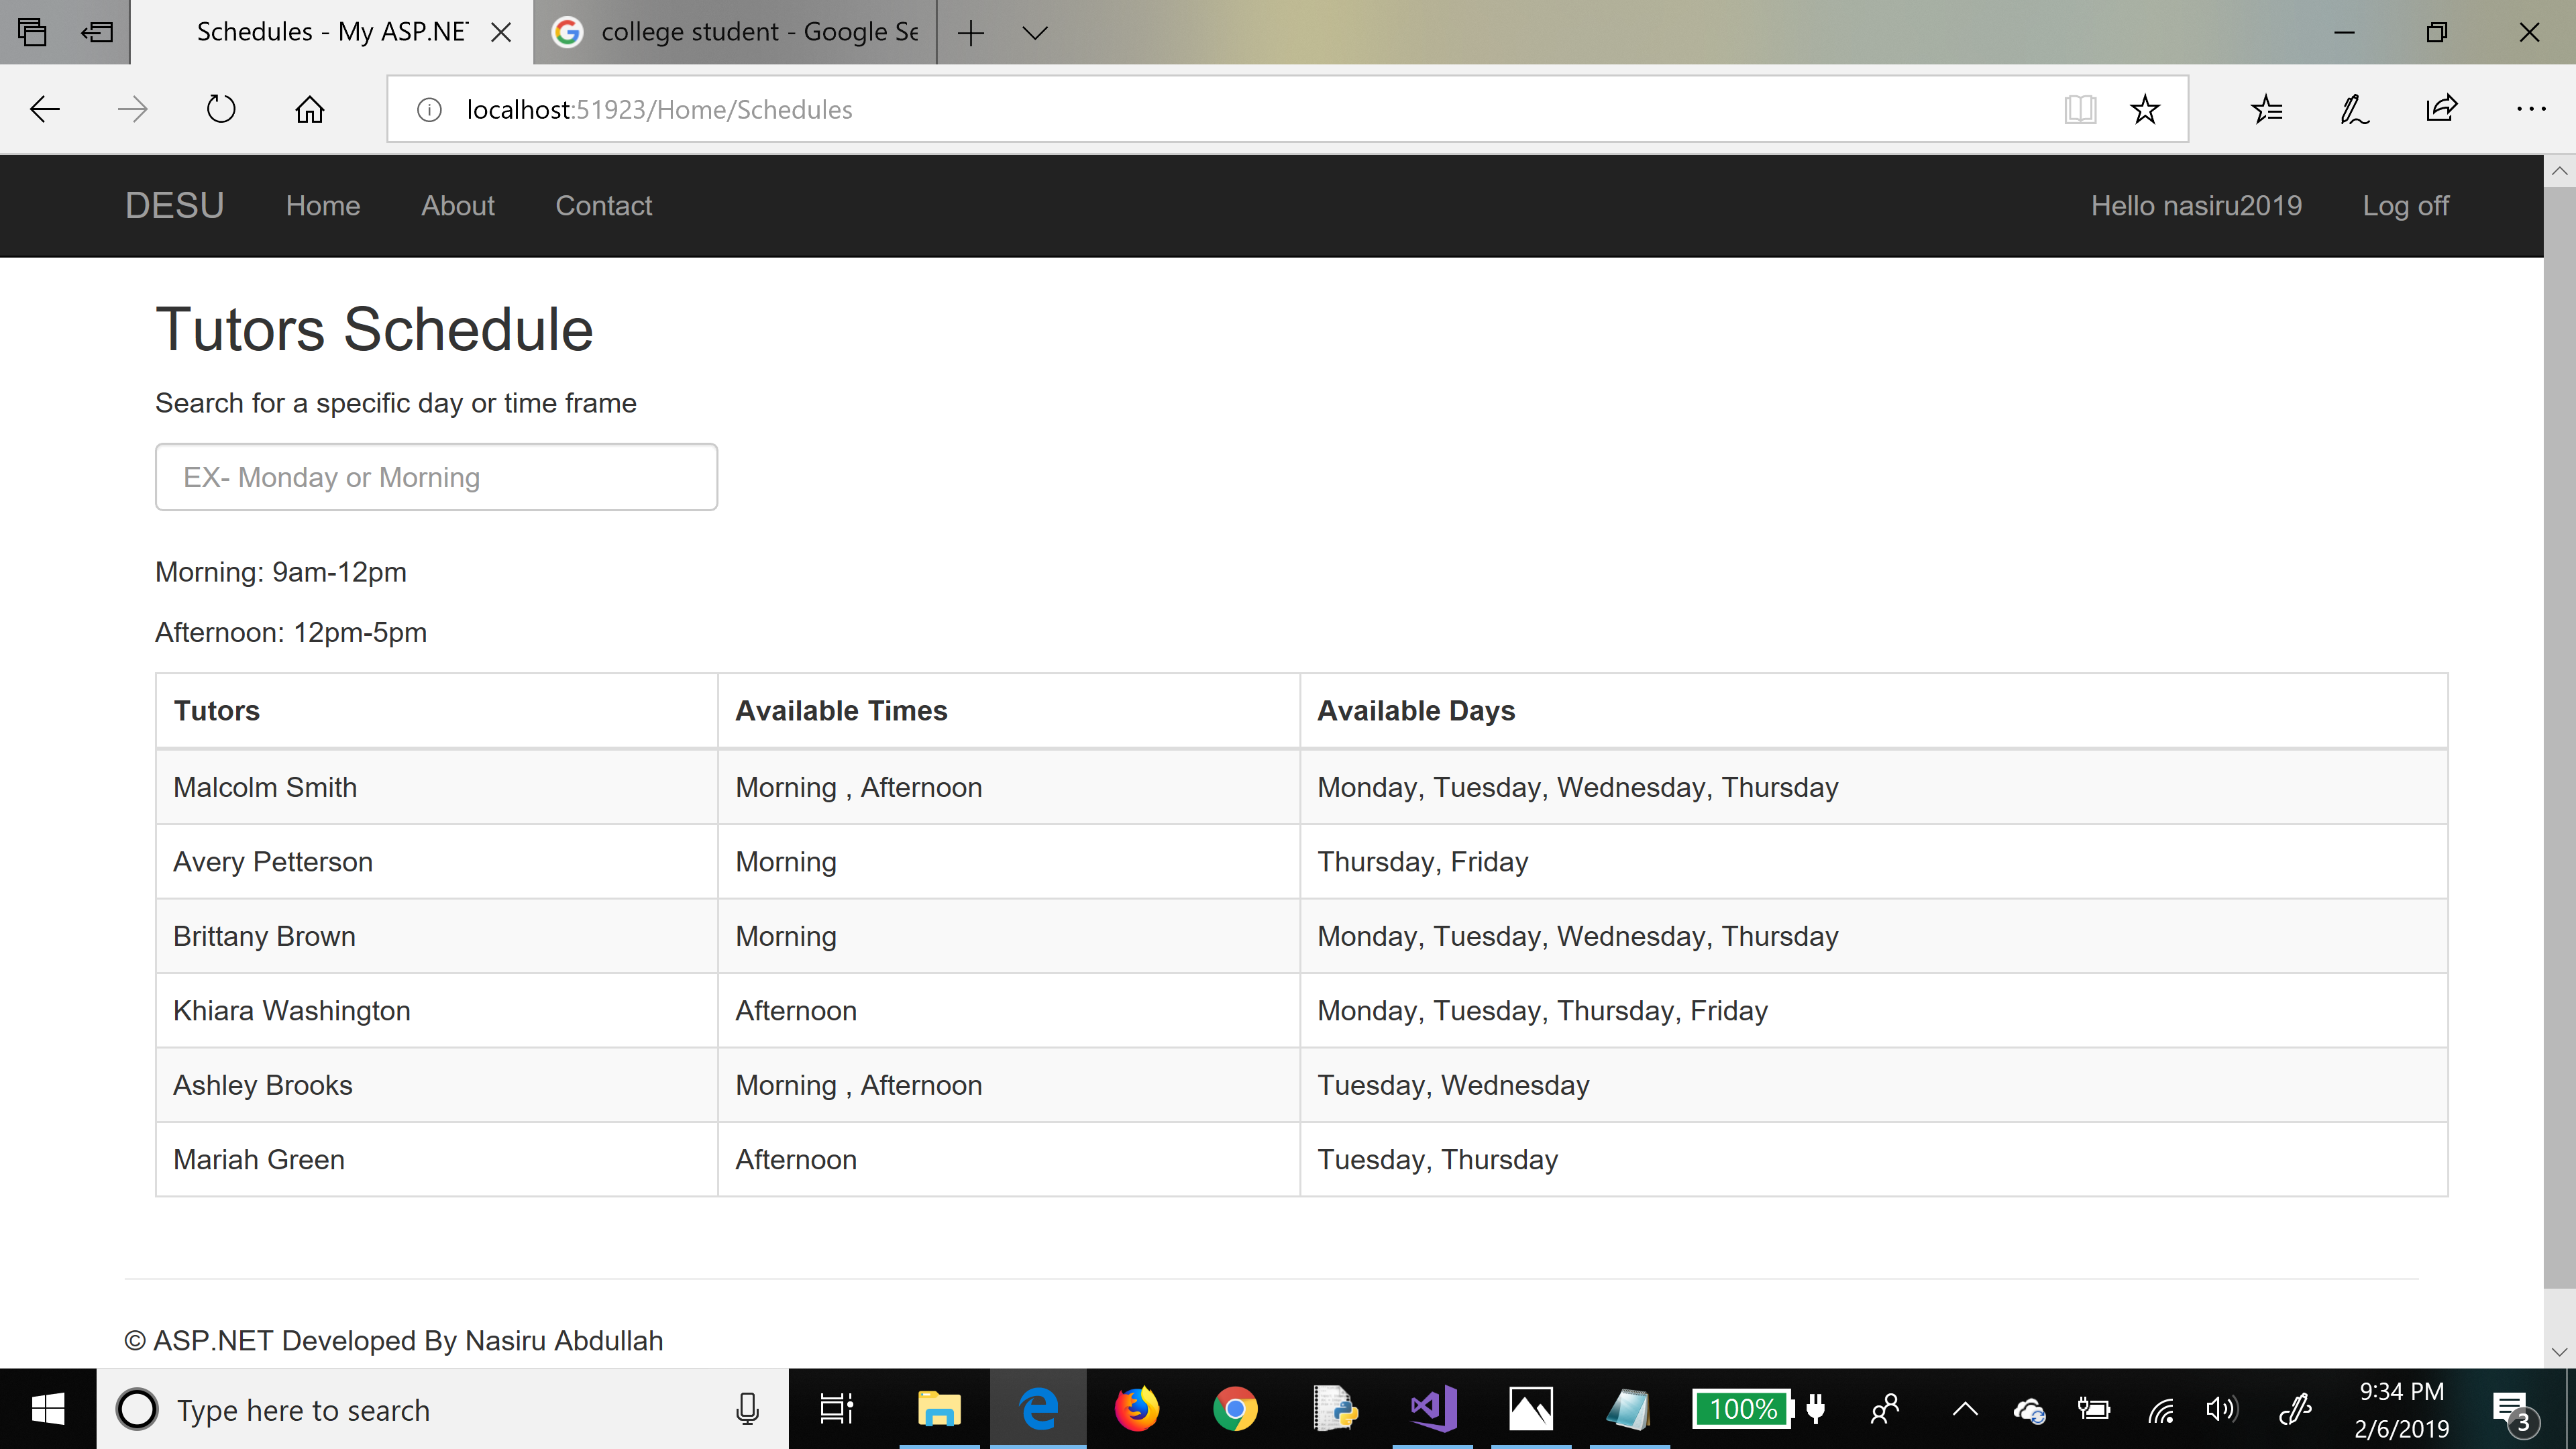 Schedules - My ASP.NE
college student - Google Se
localhost:51923/Home/Schedules
DESU Home About Contact Hello nasiru2019 Log off
Tutors Schedule
Search for a specific day or time frame
EX- Monday or Morning
Morning: 9am-12pm
Afternoon: 12pm-5pm
Tutors Available Times Available Days
Malcolm Smith Morning , Afternoon Monday, Tuesday, Wednesday, Thursday
Avery Petterson Morning Thursday, Friday
Brittany Brown Morning Monday, Tuesday, Wednesday, Thursday
Khiara Washington Afternoon Monday, Tuesday, Thursday, Friday
Ashley Brooks Morning , Afternoon Tuesday, Wednesday
Mariah Green Afternoon Tuesday, Thursday
© ASP.NET Developed By Nasiru Abdullah
Type here to search
100%
9:34 PM
2/6/2019
3